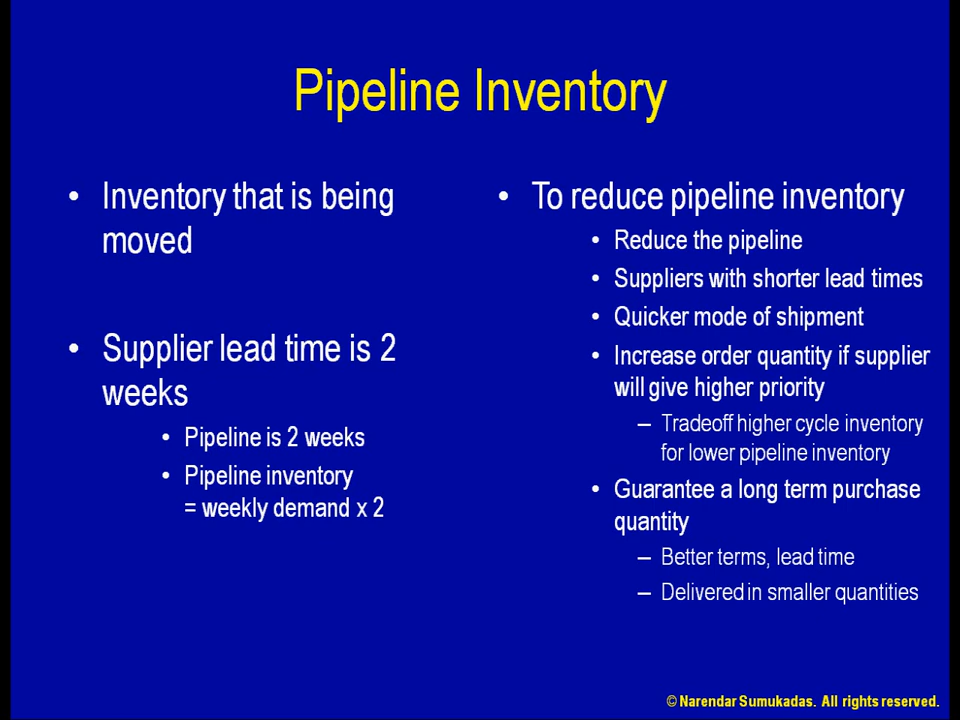 Pipeline Inventory
• Inventory that is being
moved
• Supplier lead time is 2
weeks
• Pipeline is 2 weeks
• Pipeline inventory
= weekly demand x 2
• To reduce pipeline inventory
• Reduce the pipeline
• Suppliers with shorter lead times
• Quicker mode of shipment
• Increase order quantity if supplier
will give higher priority
– Tradeoff higher cycle inventory
for lower pipeline inventory
• Guarantee a long term purchase
quantity
– Better terms, lead time
– Delivered in smaller quantities
© Narendar Sumukadas. All rights reserved.